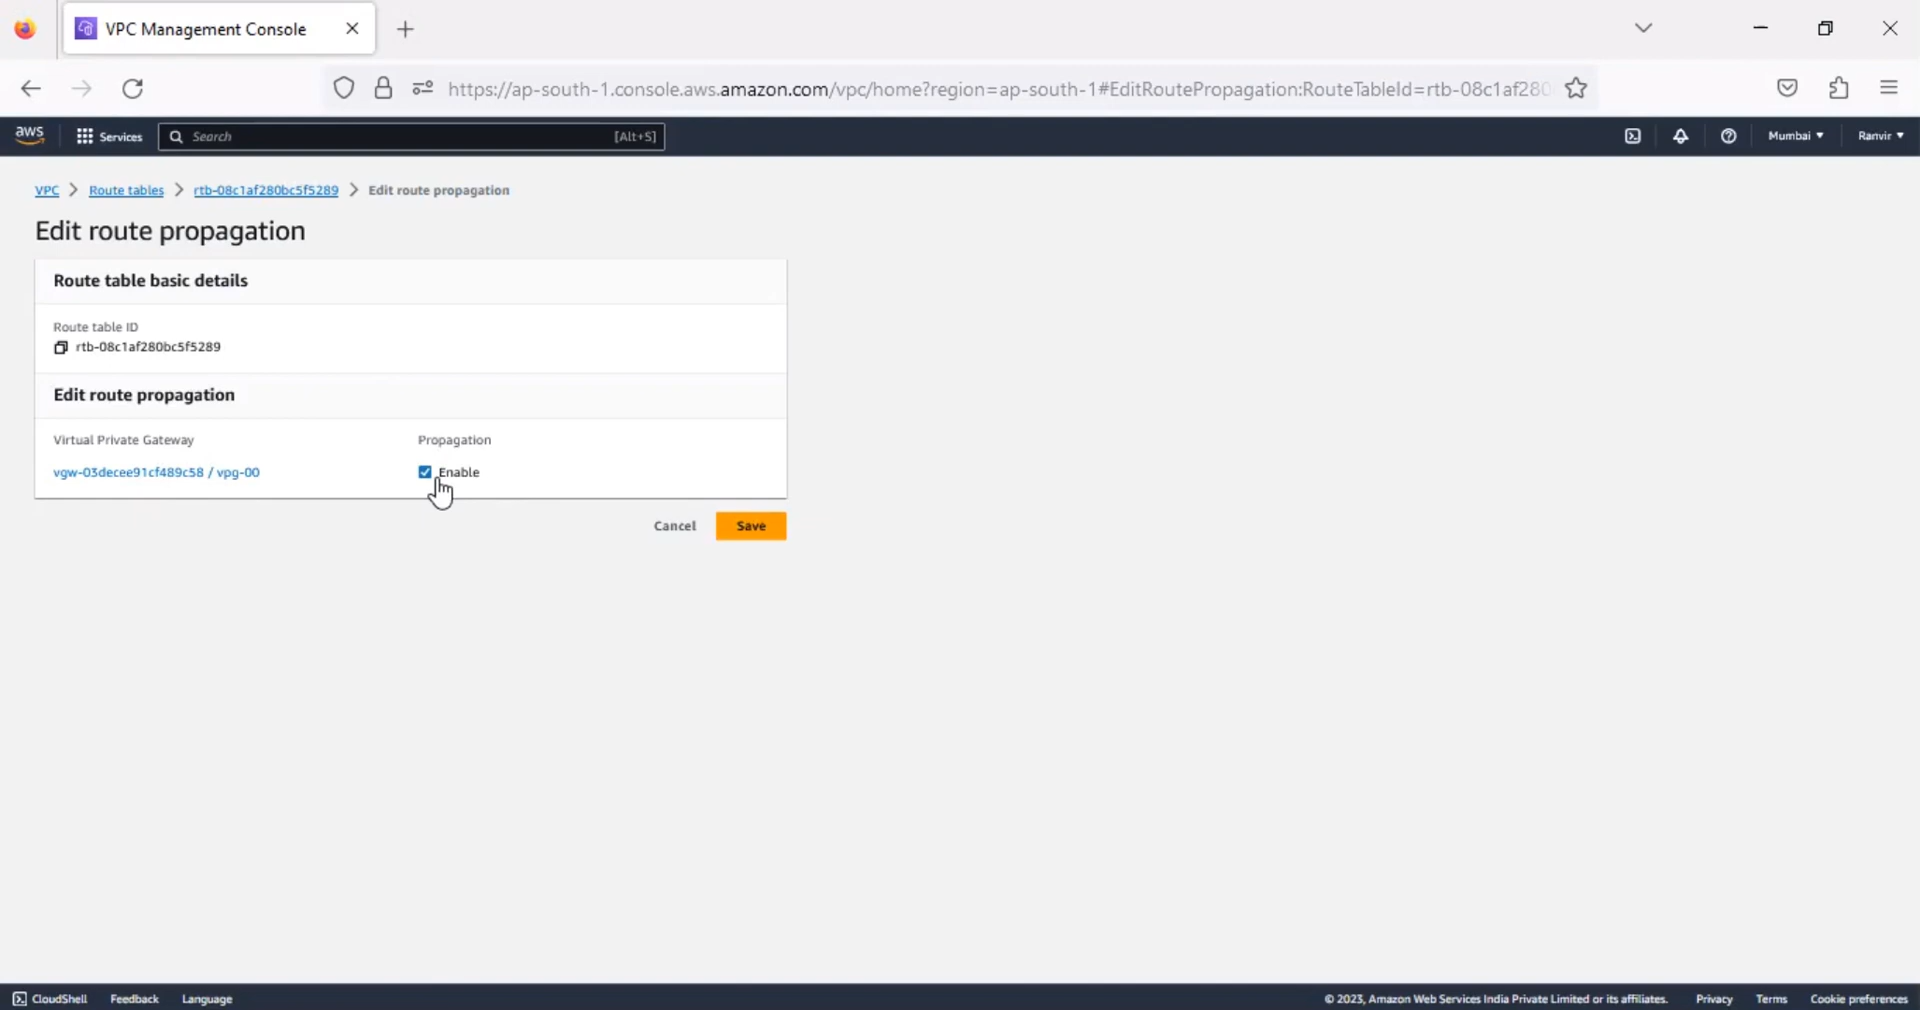 VPC Management Console
https://ap-south-1.console.aws.amazon.com/vpc/home?region=ap-south-1#EditRoutePropagation:RouteTableId=rtb-08c1af280
aws Services Search [Alt+S] Mumbai Ranvir
VPC Route tables rtb-08c1af280bc5f5289 Edit route propagation
Edit route propagation
Route table basic details
Route table ID
rtb-08c1af280bc5f5289
Edit route propagation
Virtual Private Gateway Propagation
vgw-03decee91cf489c58 / vpg-00 Enable
Cancel Save
CloudShell Feedback Language © 2023, Amazon Web Services India Private Limited or its affiliates. Privacy Terms Cookie preferences